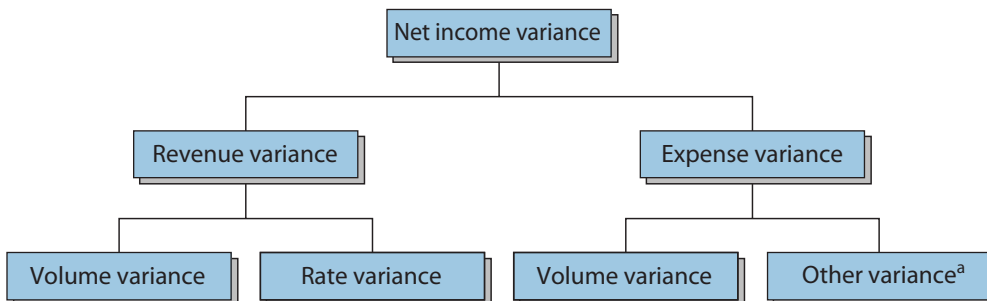 Net income variance
Revenue variance
Expense variance
Volume variance
Rate variance
Volume variance
Other varianceᵃ